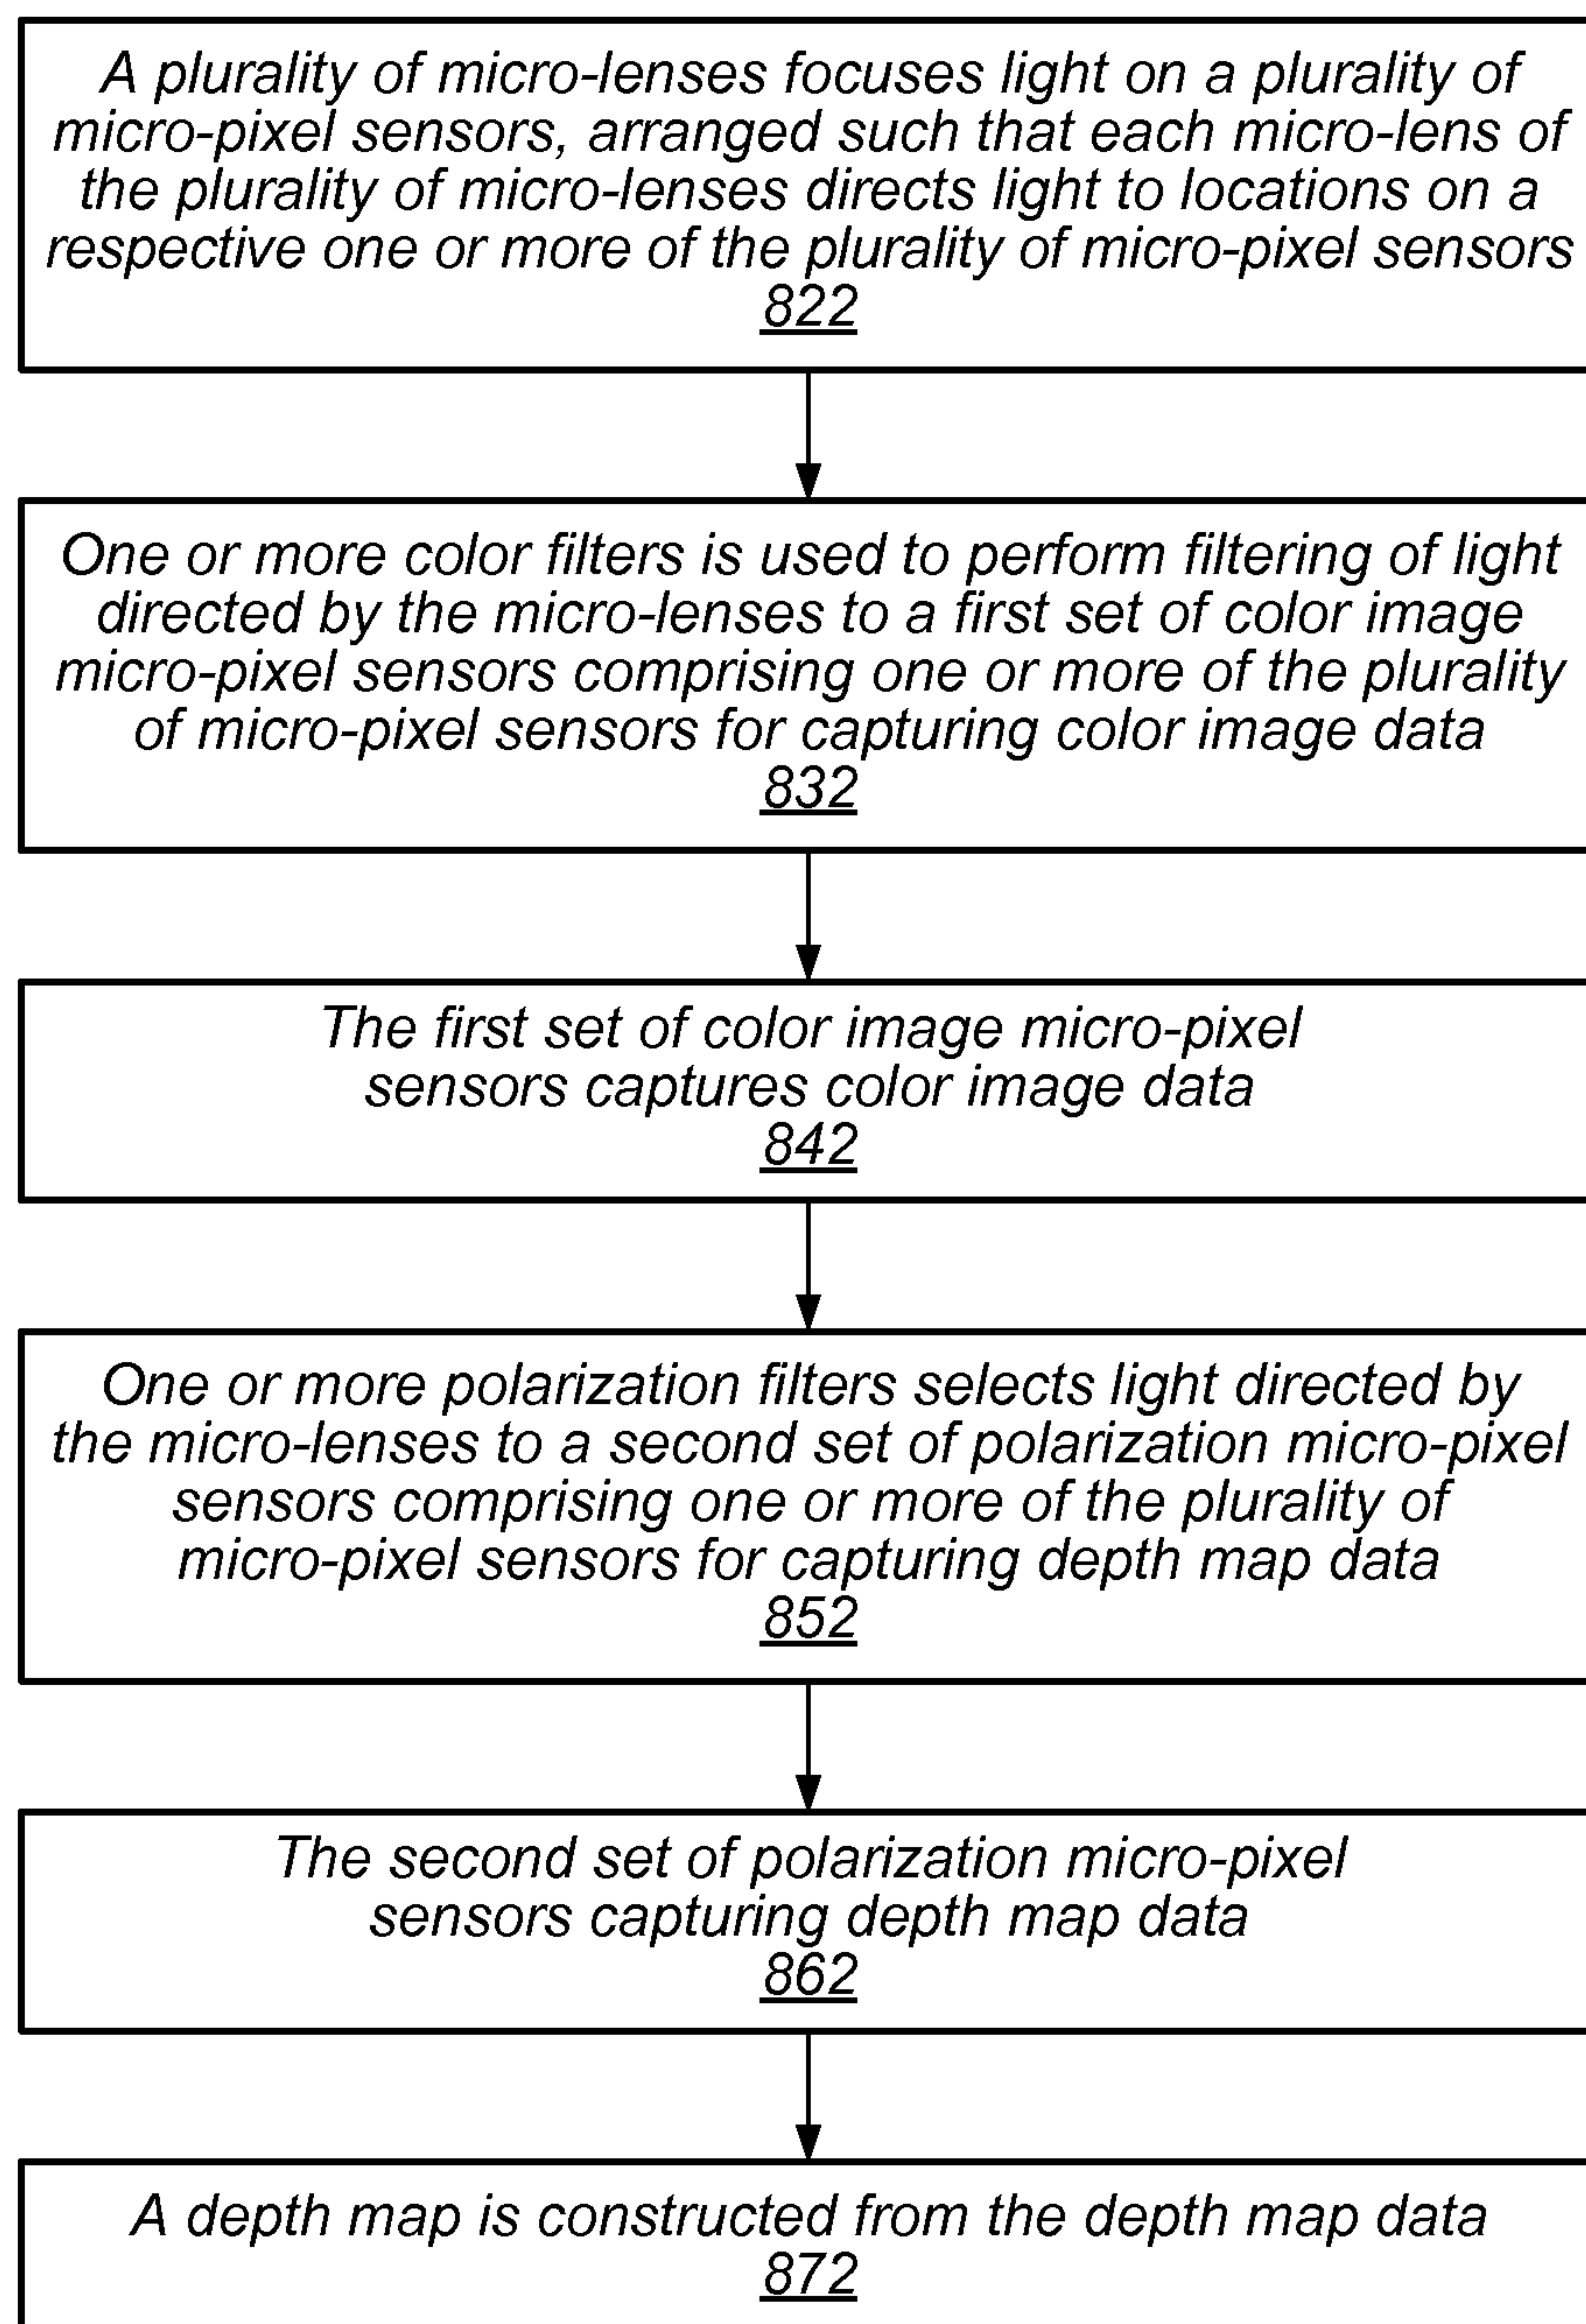 A plurality of micro-lenses focuses light on a plurality of
micro-pixel sensors, arranged such that each micro-lens of
the plurality of micro-lenses directs light to locations on a
respective one or more of the plurality of micro-pixel sensors
822
One or more color filters is used to perform filtering of light
directed by the micro-lenses to a first set of color image
micro-pixel sensors comprising one or more of the plurality
of micro-pixel sensors for capturing color image data
832
The first set of color image micro-pixel
sensors captures color image data
842
One or more polarization filters selects light directed by
the micro-lenses to a second set of polarization micro-pixel
sensors comprising one or more of the plurality of
micro-pixel sensors for capturing depth map data
852
The second set of polarization micro-pixel
sensors capturing depth map data
862
A depth map is constructed from the depth map data
872